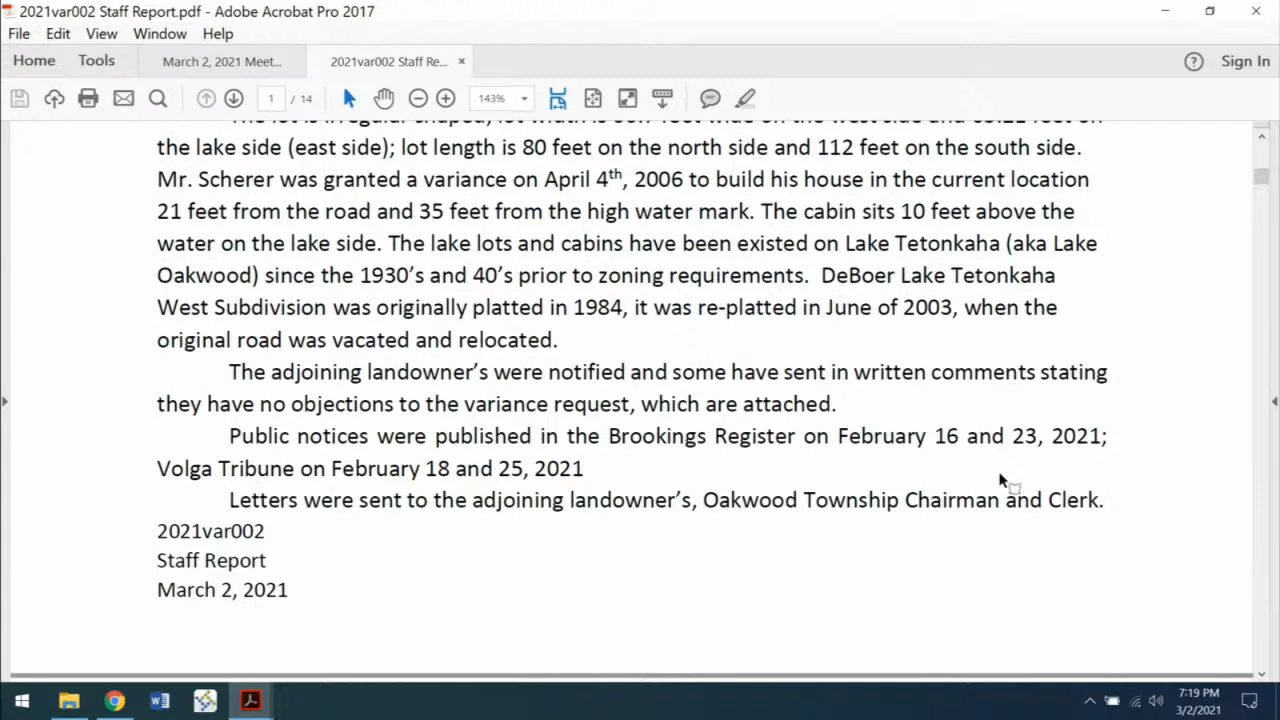 2021var002 Staff Report.pdf - Adobe Acrobat Pro 2017
File Edit View Window Help
Home Tools March 2, 2021 Meet... 2021var002 Staff Re... × Sign In
1 / 14 143%
the lake side (east side); lot length is 80 feet on the north side and 112 feet on the south side.
Mr. Scherer was granted a variance on April 4th, 2006 to build his house in the current location
21 feet from the road and 35 feet from the high water mark. The cabin sits 10 feet above the
water on the lake side. The lake lots and cabins have been existed on Lake Tetonkaha (aka Lake
Oakwood) since the 1930’s and 40’s prior to zoning requirements. DeBoer Lake Tetonkaha
West Subdivision was originally platted in 1984, it was re-platted in June of 2003, when the
original road was vacated and relocated.
The adjoining landowner’s were notified and some have sent in written comments stating
they have no objections to the variance request, which are attached.
Public notices were published in the Brookings Register on February 16 and 23, 2021;
Volga Tribune on February 18 and 25, 2021
Letters were sent to the adjoining landowner’s, Oakwood Township Chairman and Clerk.
2021var002
Staff Report
March 2, 2021
7:19 PM
3/2/2021